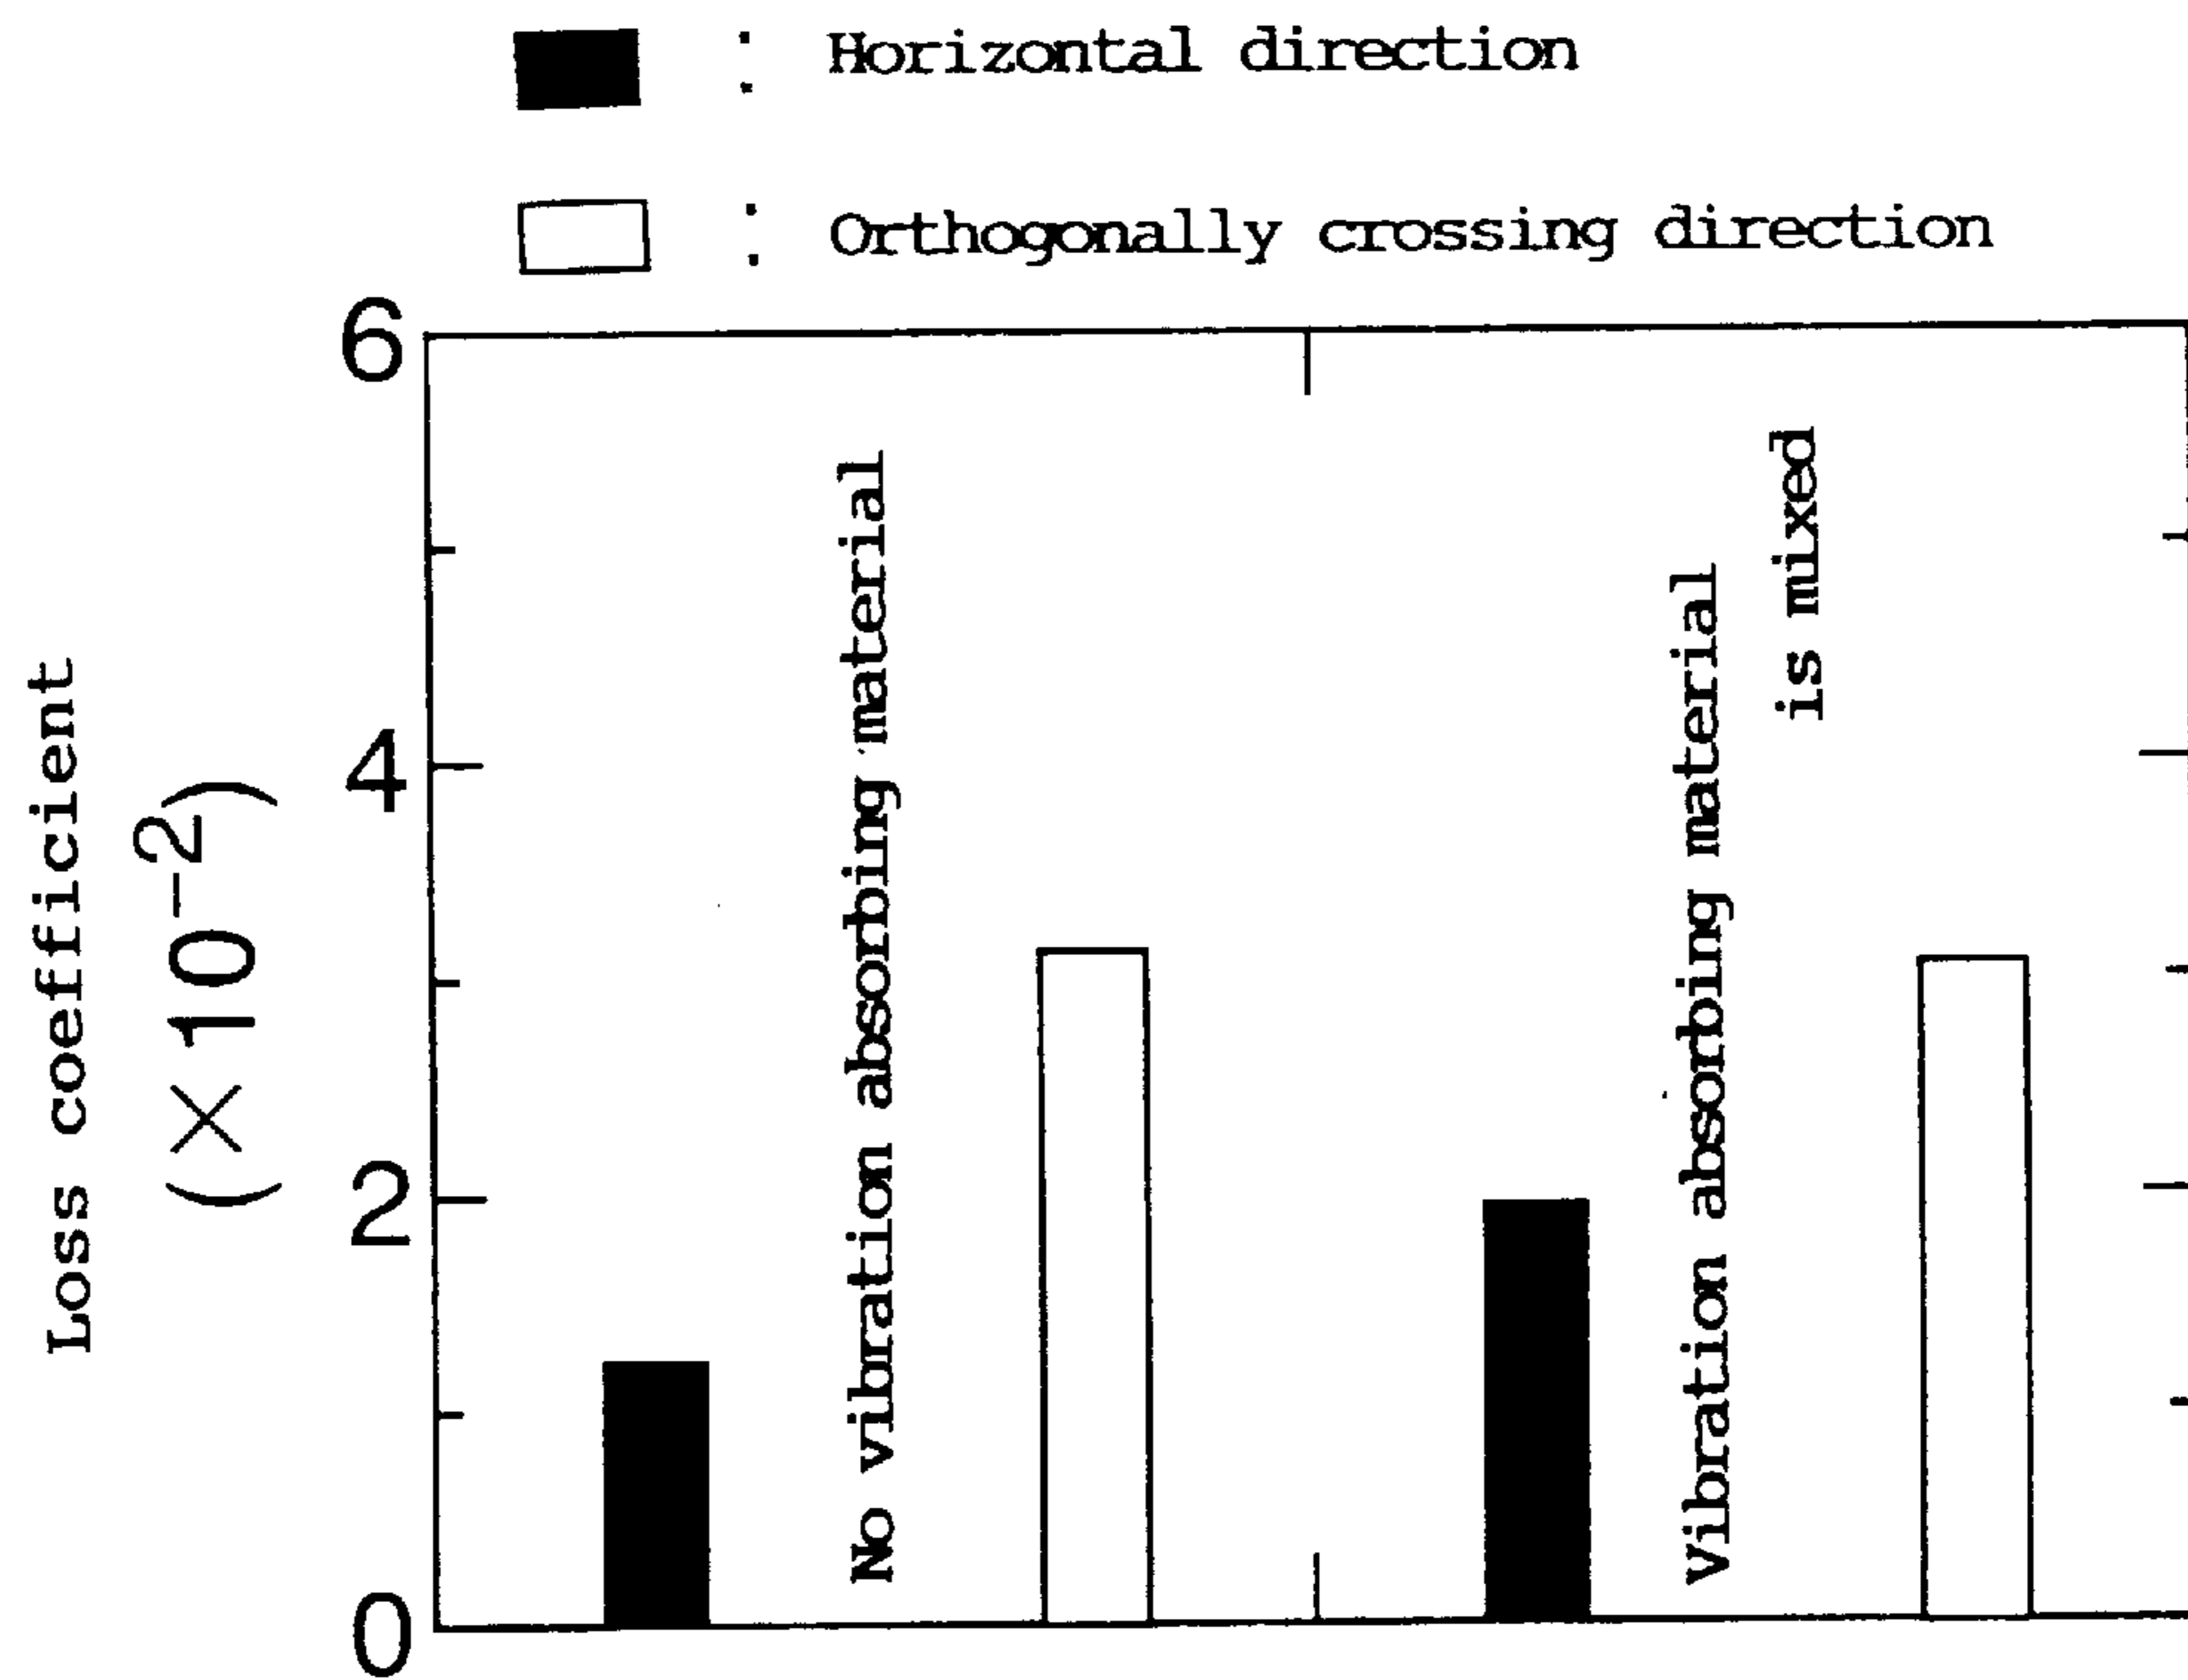 : Horizontal direction
: Orthogonally crossing direction
6
4
2
0
Loss coefficient
(×10⁻²)
No vibration absorbing material
vibration absorbing material
is mixed